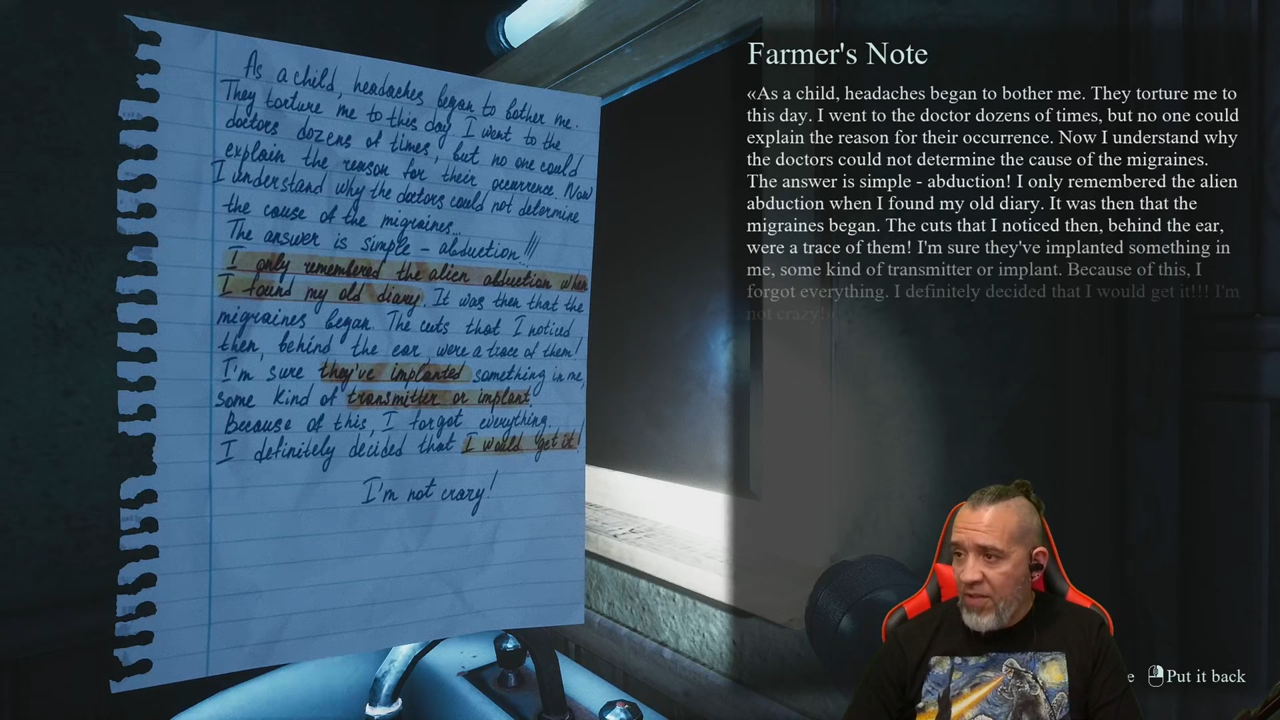 As a child, headaches began to bother me.
They torture me to this day. I went to the
doctors dozens of times, but no one could
explain the reason for their occurrence. Now
I understand why the doctors could not determine
the cause of the migraines...
The answer is simple - abduction!!!
I only remembered the alien abduction when
I found my old diary. It was then that the
migraines began. The cuts that I noticed
then, behind the ear, were a trace of them!
I'm sure they've implanted something in me,
some kind of transmitter or implant.
Because of this, I forgot everything.
I definitely decided that I would get it!
I'm not crazy!
Farmer's Note
«As a child, headaches began to bother me. They torture me to
this day. I went to the doctor dozens of times, but no one could
explain the reason for their occurrence. Now I understand why
the doctors could not determine the cause of the migraines.
The answer is simple - abduction! I only remembered the alien
abduction when I found my old diary. It was then that the
migraines began. The cuts that I noticed then, behind the ear,
were a trace of them! I'm sure they've implanted something in
me, some kind of transmitter or implant. Because of this, I
forgot everything. I definitely decided that I would get it!!! I'm
not crazy
Put it back